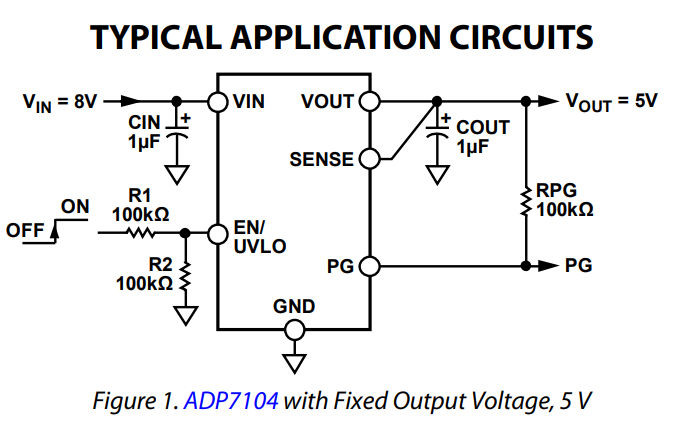 TYPICAL APPLICATION CIRCUITS
VIN = 8V
VIN
VOUT
VOUT = 5V
CIN
1µF
+
+
COUT
1µF
SENSE
RPG
100kΩ
ON
OFF
R1
100kΩ
EN/
UVLO
R2
100kΩ
PG
PG
GND
Figure 1. ADP7104 with Fixed Output Voltage, 5 V